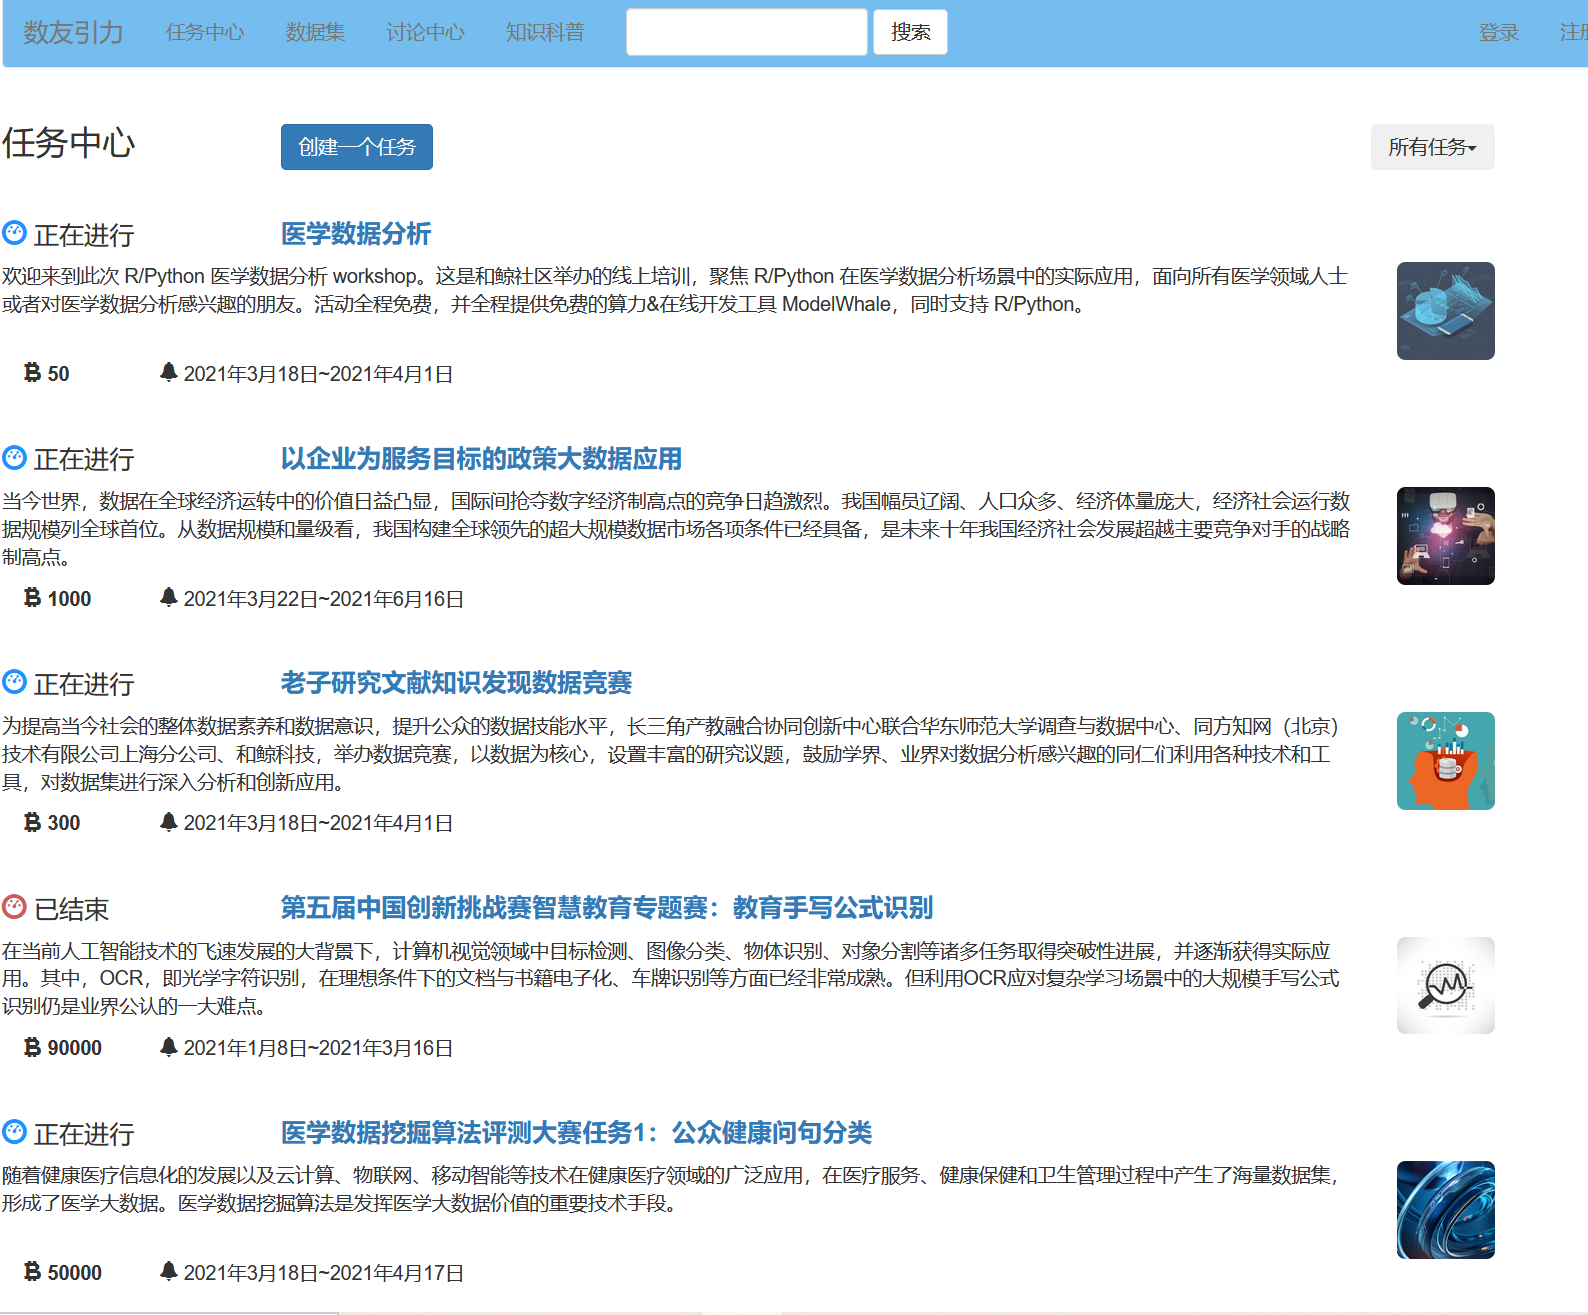 数友引力 任务中心 数据集 讨论中心 知识科普 搜索 登录
任务中心 创建一个任务 所有任务
正在进行 医学数据分析
欢迎来到此次 R/Python 医学数据分析 workshop。这是和鲸社区举办的线上培训，聚焦 R/Python 在医学数据分析场景中的实际应用，面向所有医学领域人士
或者对医学数据分析感兴趣的朋友。活动全程免费，并全程提供免费的算力&在线开发工具 ModelWhale，同时支持 R/Python。
50 2021年3月18日~2021年4月1日
正在进行 以企业为服务目标的政策大数据应用
当今世界，数据在全球经济运转中的价值日益凸显，国际间抢夺数字经济制高点的竞争日趋激烈。我国幅员辽阔、人口众多、经济体量庞大，经济社会运行数
据规模列全球首位。从数据规模和量级看，我国构建全球领先的超大规模数据市场各项条件已经具备，是未来十年我国经济社会发展超越主要竞争对手的战略
制高点。
1000 2021年3月22日~2021年6月16日
正在进行 老子研究文献知识发现数据竞赛
为提高当今社会的整体数据素养和数据意识，提升公众的数据技能水平，长三角产教融合协同创新中心联合华东师范大学调查与数据中心、同方知网（北京）
技术有限公司上海分公司、和鲸科技，举办数据竞赛，以数据为核心，设置丰富的研究议题，鼓励学界、业界对数据分析感兴趣的同仁们利用各种技术和工
具，对数据集进行深入分析和创新应用。
300 2021年3月18日~2021年4月1日
已结束 第五届中国创新挑战赛智慧教育专题赛：教育手写公式识别
在当前人工智能技术的飞速发展的大背景下，计算机视觉领域中目标检测、图像分类、物体识别、对象分割等诸多任务取得突破性进展，并逐渐获得实际应
用。其中，OCR，即光学字符识别，在理想条件下的文档与书籍电子化、车牌识别等方面已经非常成熟。但利用OCR应对复杂学习场景中的大规模手写公式
识别仍是业界公认的一大难点。
90000 2021年1月8日~2021年3月16日
正在进行 医学数据挖掘算法评测大赛任务1：公众健康问句分类
随着健康医疗信息化的发展以及云计算、物联网、移动智能等技术在健康医疗领域的广泛应用，在医疗服务、健康保健和卫生管理过程中产生了海量数据集，
形成了医学大数据。医学数据挖掘算法是发挥医学大数据价值的重要技术手段。
50000 2021年3月18日~2021年4月17日